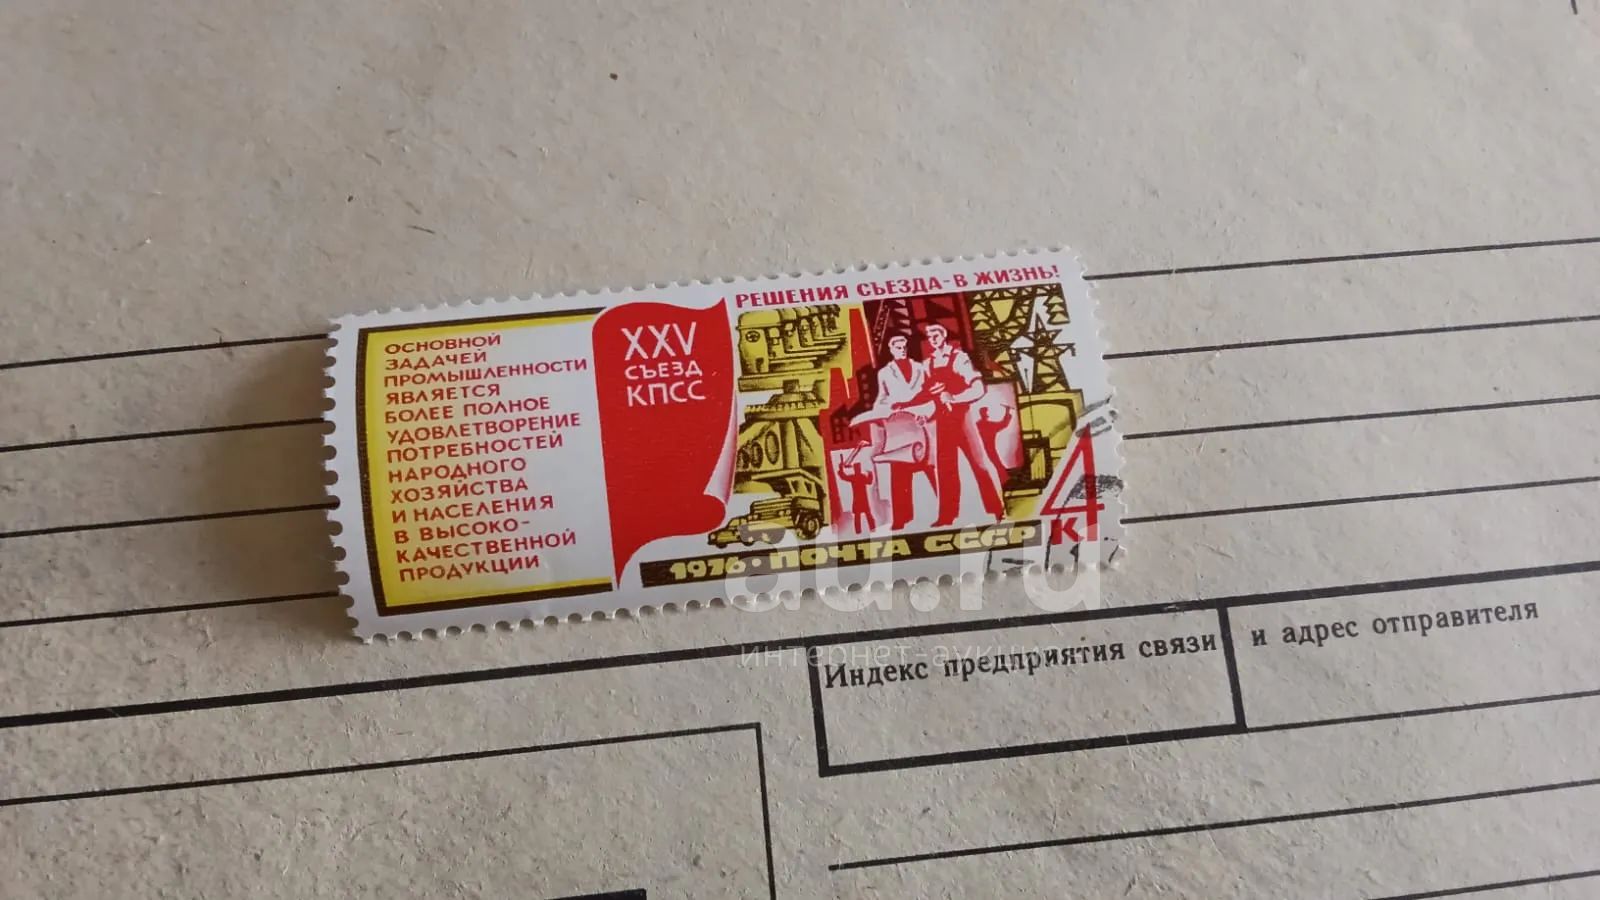 РЕШЕНИЯ СЪЕЗДА-В ЖИЗНЬ!
ОСНОВНОЙ
ЗАДАЧЕЙ
ПРОМЫШЛЕННОСТИ
ЯВЛЯЕТСЯ
БОЛЕЕ ПОЛНОЕ
УДОВЛЕТВОРЕНИЕ
ПОТРЕБНОСТЕЙ
НАРОДНОГО
ХОЗЯЙСТВА
И НАСЕЛЕНИЯ
В ВЫСОКО-
КАЧЕСТВЕННОЙ
ПРОДУКЦИИ
XXV
СЪЕЗД
КПСС
4
К
1976·ПОЧТА СССР
au.ru
интернет-аукцион
Индекс предприятия связи
и адрес отправителя